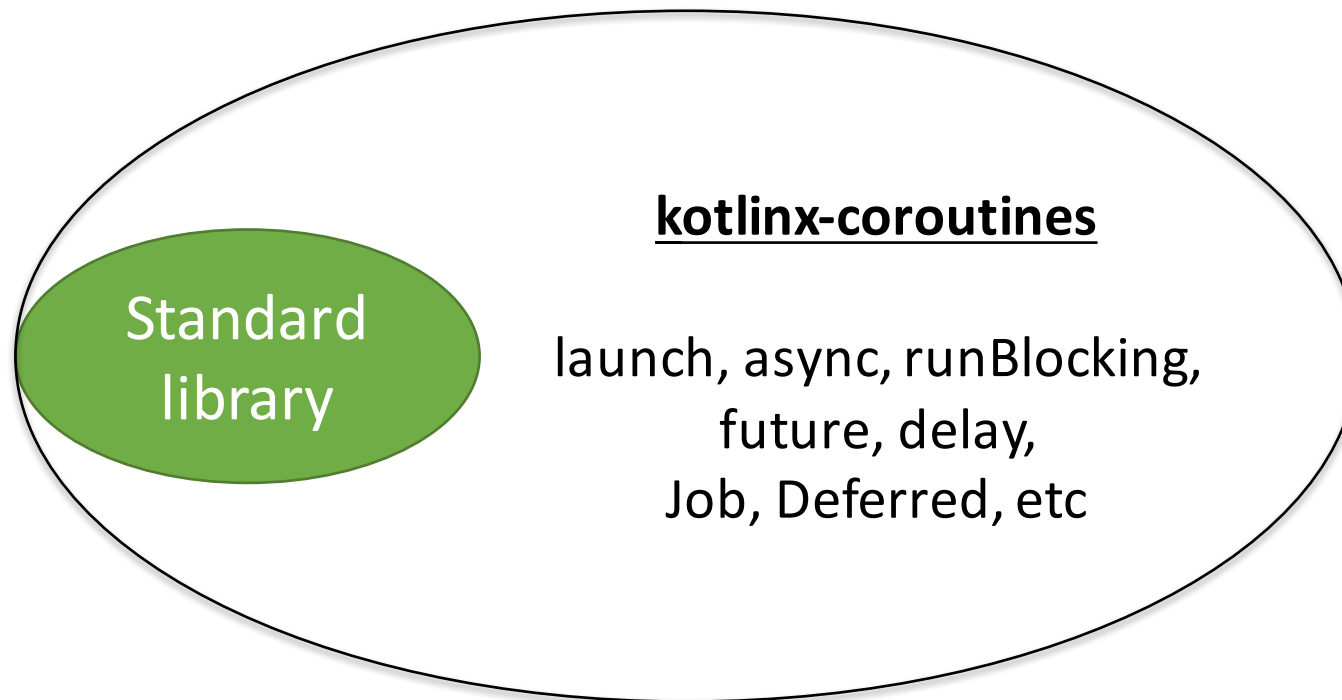 Standard
library
kotlinx-coroutines
launch, async, runBlocking,
future, delay,
Job, Deferred, etc